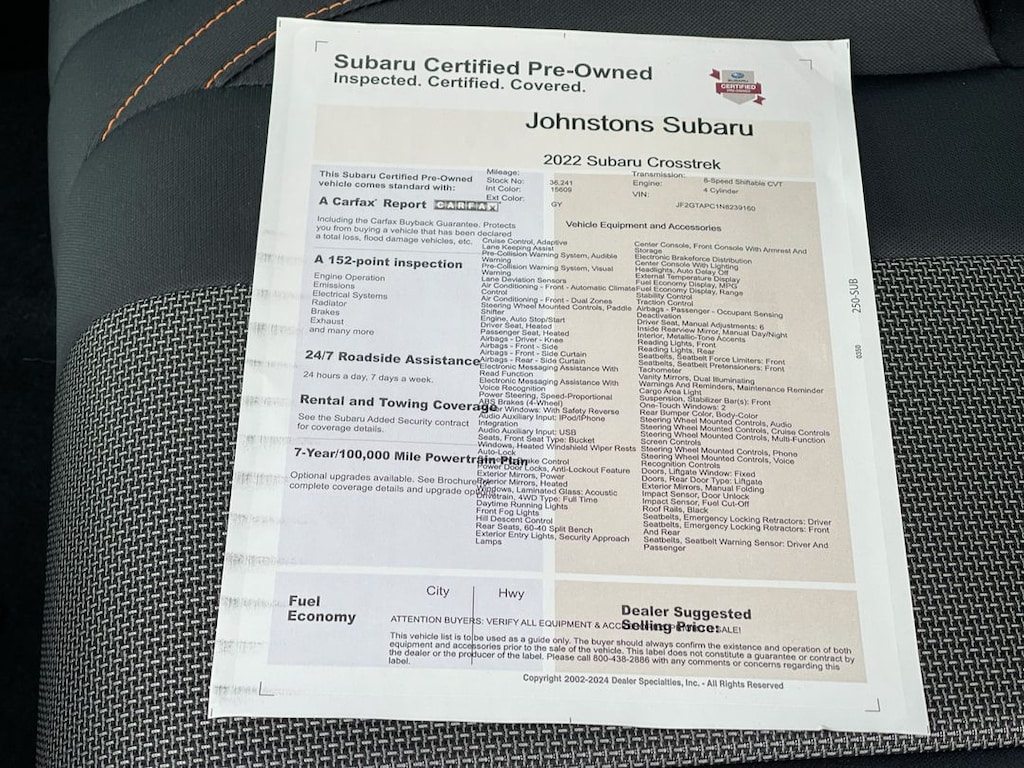 Subaru Certified Pre-Owned
Inspected. Certified. Covered.
SUBARU
CERTIFIED
PRE-OWNED
Johnstons Subaru
2022 Subaru Crosstrek
This Subaru Certified Pre-Owned
vehicle comes standard with:
A Carfax Report CARFAX
Including the Carfax Buyback Guarantee. Protects
you from buying a vehicle that has been declared
a total loss, flood damage vehicles, etc.
A 152-point inspection
Engine Operation
Emissions
Electrical Systems
Radiator
Brakes
Exhaust
and many more
24/7 Roadside Assistance
24 hours a day, 7 days a week.
Rental and Towing Coverage
See the Subaru Added Security contract
for coverage details.
7-Year/100,000 Mile Powertrain Plan
Optional upgrades available. See Brochure for
complete coverage details and upgrade options.
Mileage: 36,241
Stock No: 15609
Int Color:
Ext Color: GY
Transmission: 8-Speed Shiftable CVT
Engine: 4 Cylinder
VIN: JF2GTAPC1N8239160
Vehicle Equipment and Accessories
Cruise Control, Adaptive
Lane Keeping Assist
Pre-Collision Warning System, Audible
Warning
Pre-Collision Warning System, Visual
Warning
Lane Deviation Sensors
Air Conditioning - Front - Automatic Climate
Control
Air Conditioning - Front - Dual Zones
Steering Wheel Mounted Controls, Paddle
Shifter
Engine, Auto Stop/Start
Driver Seat, Heated
Passenger Seat, Heated
Airbags - Driver - Knee
Airbags - Front - Side
Airbags - Front - Side Curtain
Airbags - Rear - Side Curtain
Electronic Messaging Assistance With
Read Function
Electronic Messaging Assistance With
Voice Recognition
Power Steering, Speed-Proportional
ABS Brakes (4-Wheel)
Power Windows: With Safety Reverse
Audio Auxiliary Input: IPod/IPhone
Integration
Audio Auxiliary Input: USB
Seats, Front Seat Type: Bucket
Windows, Heated Windshield Wiper Rests
Auto-Lock
Brake Control
Power Door Locks, Anti-Lockout Feature
Exterior Mirrors, Power
Exterior Mirrors, Heated
Windows, Laminated Glass: Acoustic
Drivetrain, 4WD Type: Full Time
Daytime Running Lights
Front Fog Lights
Hill Descent Control
Rear Seats, 60-40 Split Bench
Exterior Entry Lights, Security Approach
Lamps
Center Console, Front Console With Armrest And
Storage
Electronic Brakeforce Distribution
Center Console With Lighting
Headlights, Auto Delay Off
External Temperature Display
Fuel Economy Display, MPG
Fuel Economy Display, Range
Stability Control
Traction Control
Airbags - Passenger - Occupant Sensing
Deactivation
Driver Seat, Manual Adjustments: 6
Inside Rearview Mirror, Manual Day/Night
Interior, Metallic-Tone Accents
Reading Lights, Front
Reading Lights, Rear
Seatbelts, Seatbelt Force Limiters: Front
Seatbelts, Seatbelt Pretensioners: Front
Tachometer
Vanity Mirrors, Dual Illuminating
Warnings And Reminders, Maintenance Reminder
Cargo Area Light
Suspension, Stabilizer Bar(s): Front
One-Touch Windows: 2
Rear Bumper Color, Body-Color
Steering Wheel Mounted Controls, Audio
Steering Wheel Mounted Controls, Cruise Controls
Steering Wheel Mounted Controls, Multi-Function
Screen Controls
Steering Wheel Mounted Controls, Phone
Steering Wheel Mounted Controls, Voice
Recognition Controls
Doors, Liftgate Window: Fixed
Doors, Rear Door Type: Liftgate
Exterior Mirrors, Manual Folding
Impact Sensor, Door Unlock
Impact Sensor, Fuel Cut-Off
Roof Rails, Black
Seatbelts, Emergency Locking Retractors: Driver
Seatbelts, Emergency Locking Retractors: Front
And Rear
Seatbelts, Seatbelt Warning Sensor: Driver And
Passenger
250-SUB
0350
Fuel
Economy
City
Hwy
Dealer Suggested
Selling Price:
ATTENTION BUYERS: VERIFY ALL EQUIPMENT & SALE!
This vehicle list is to be used as a guide only. The buyer should always confirm the existence and operation of both
equipment and accessories prior to the sale of the vehicle. This label does not constitute a guarantee or contract by
the dealer or the producer of the label. Please call 800-438-2886 with any comments or concerns regarding this
label.
Copyright 2002-2024 Dealer Specialties, Inc. - All Rights Reserved